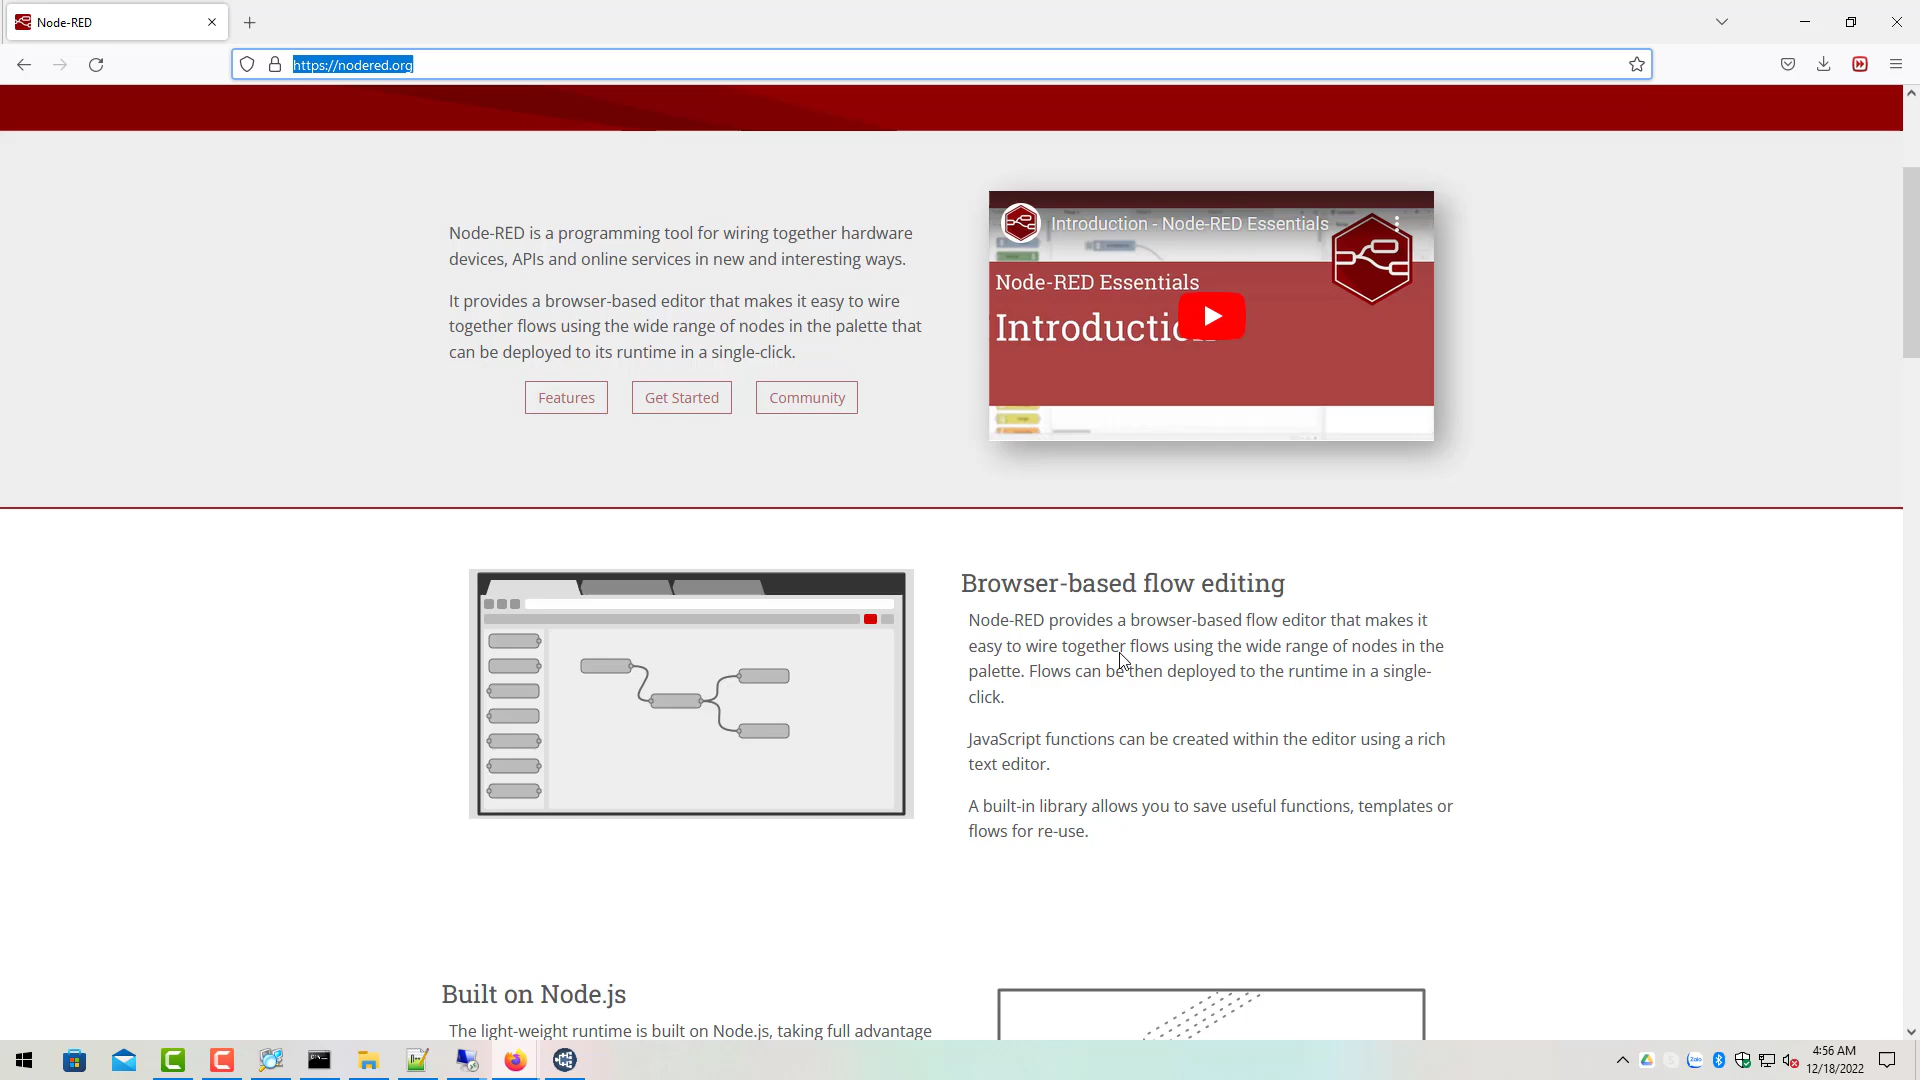 Node-RED
https://nodered.org
Node-RED is a programming tool for wiring together hardware
devices, APIs and online services in new and interesting ways.
It provides a browser-based editor that makes it easy to wire
together flows using the wide range of nodes in the palette that
can be deployed to its runtime in a single-click.
Features
Get Started
Community
Introduction - Node-RED Essentials
Node-RED Essentials
Introduction
Browser-based flow editing
Node-RED provides a browser-based flow editor that makes it
easy to wire together flows using the wide range of nodes in the
palette. Flows can be then deployed to the runtime in a single-
click.
JavaScript functions can be created within the editor using a rich
text editor.
A built-in library allows you to save useful functions, templates or
flows for re-use.
Built on Node.js
The light-weight runtime is built on Node.js, taking full advantage
Zalo
4:56 AM
12/18/2022